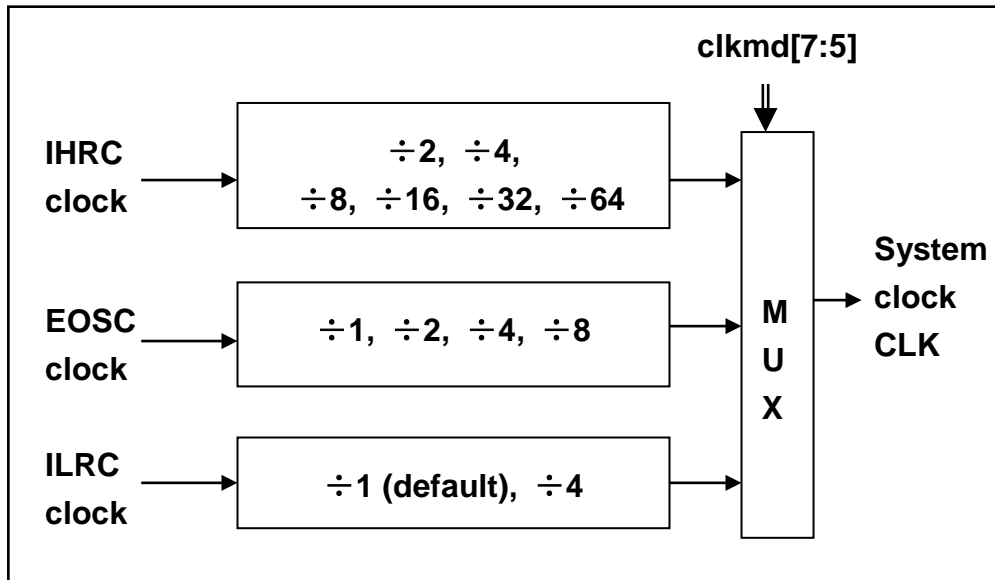 clkmd[7:5]
IHRC
clock
÷2, ÷4,
÷8, ÷16, ÷32, ÷64
EOSC
clock
÷1, ÷2, ÷4, ÷8
ILRC
clock
÷1 (default), ÷4
M
U
X
System
clock
CLK